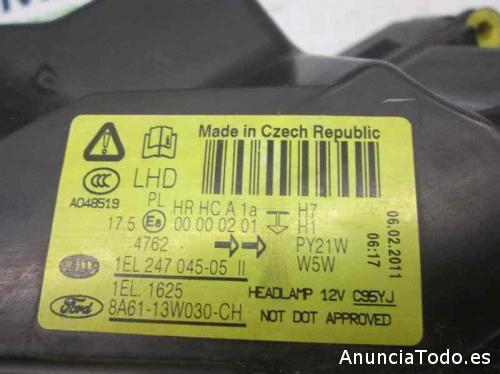 Made in Czech Republic
LHD
A048519
PL HR HC A 1a
17.5 00 00 02 01
4762
H7
H1
PY21W
W5W
06.02.2011
06:17
1EL 247 045-05 II
1EL. 1625
HEADLAMP 12V C95YJ
Ford
8A61-13W030-CH
NOT DOT APPROVED
AnunciaTodo.es